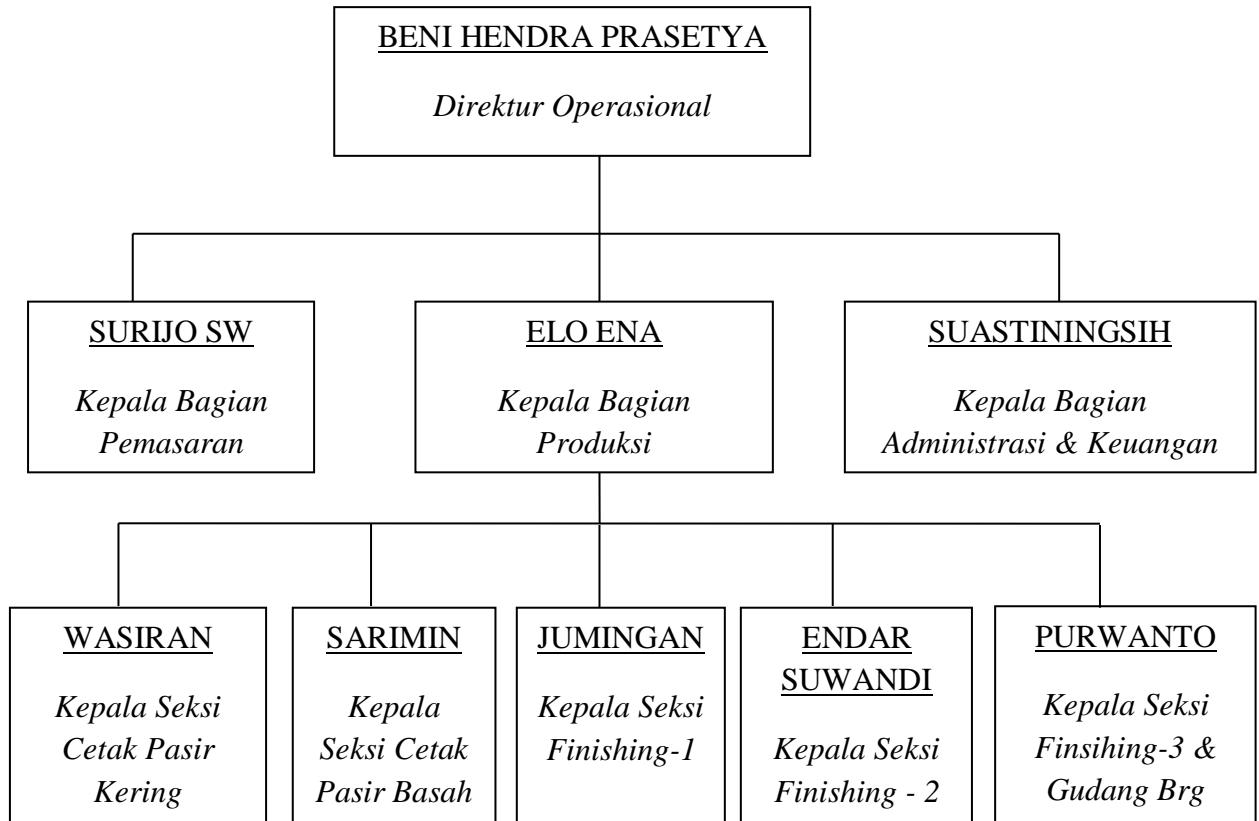 BENI HENDRA PRASETYA
Direktur Operasional
SURIJO SW
Kepala Bagian
Pemasaran
ELO ENA
Kepala Bagian
Produksi
SUASTININGSIH
Kepala Bagian
Administrasi & Keuangan
WASIRAN
Kepala Seksi
Cetak Pasir
Kering
SARIMIN
Kepala
Seksi Cetak
Pasir Basah
JUMINGAN
Kepala Seksi
Finishing-1
ENDAR
SUWANDI
Kepala Seksi
Finishing - 2
PURWANTO
Kepala Seksi
Finsihing-3 &
Gudang Brg